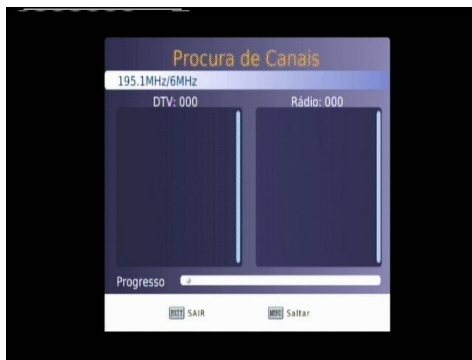 Procura de Canais
195.1MHz/6MHz
DTV: 000
Rádio: 000
Progresso
EXIT SAIR
MENU Saltar